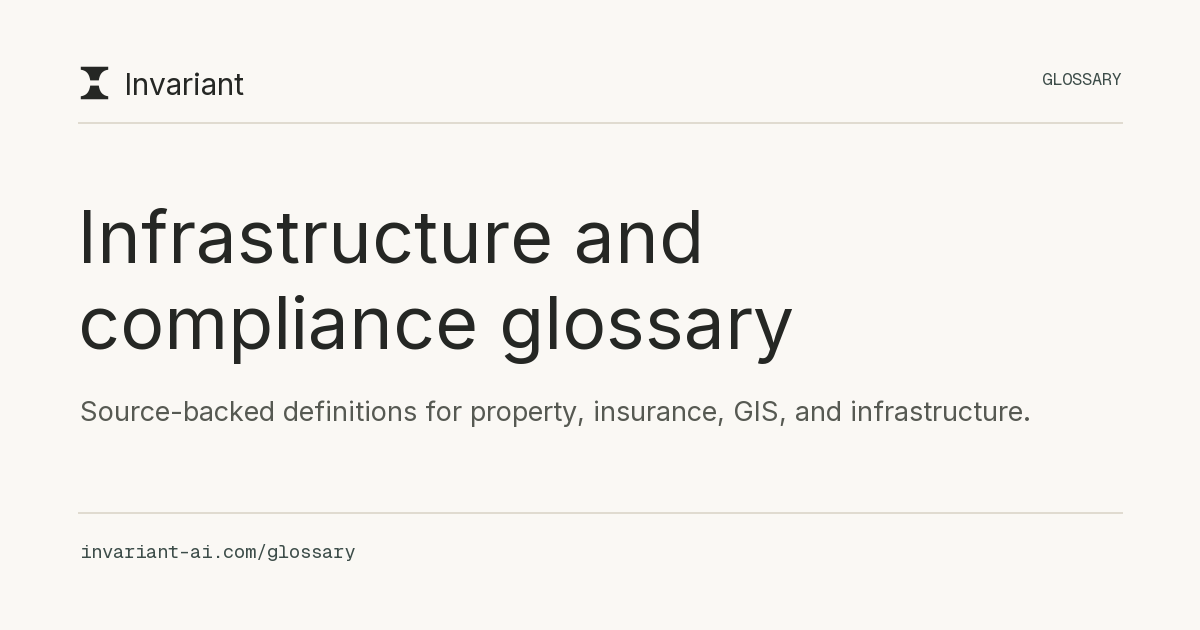 Invariant
GLOSSARY
Infrastructure and
compliance glossary
Source-backed definitions for property, insurance, GIS, and infrastructure.
invariant-ai.com/glossary